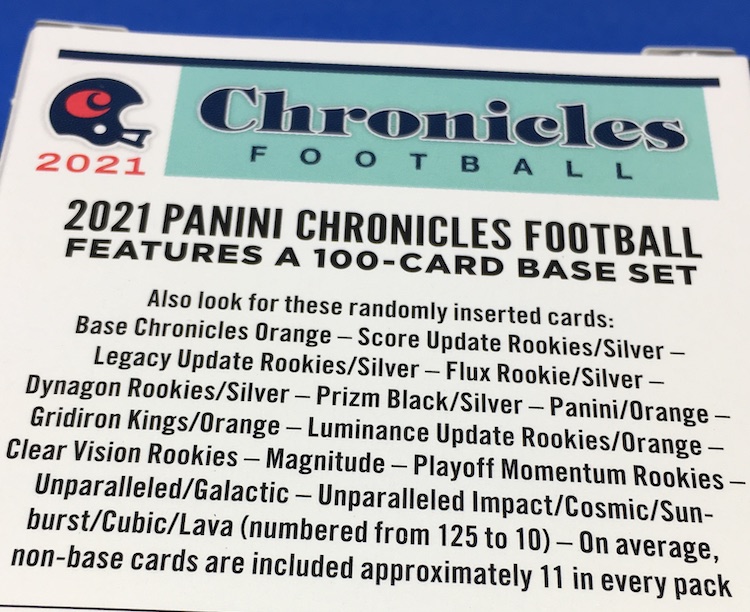 Chronicles
FOOTBALL
C
2021
2021 PANINI CHRONICLES FOOTBALL
FEATURES A 100-CARD BASE SET
Also look for these randomly inserted cards:
Base Chronicles Orange – Score Update Rookies/Silver –
Legacy Update Rookies/Silver – Flux Rookie/Silver –
Dynagon Rookies/Silver – Prizm Black/Silver – Panini/Orange –
Gridiron Kings/Orange – Luminance Update Rookies/Orange –
Clear Vision Rookies – Magnitude – Playoff Momentum Rookies –
Unparalleled/Galactic – Unparalleled Impact/Cosmic/Sun-
burst/Cubic/Lava (numbered from 125 to 10) – On average,
non-base cards are included approximately 11 in every pack